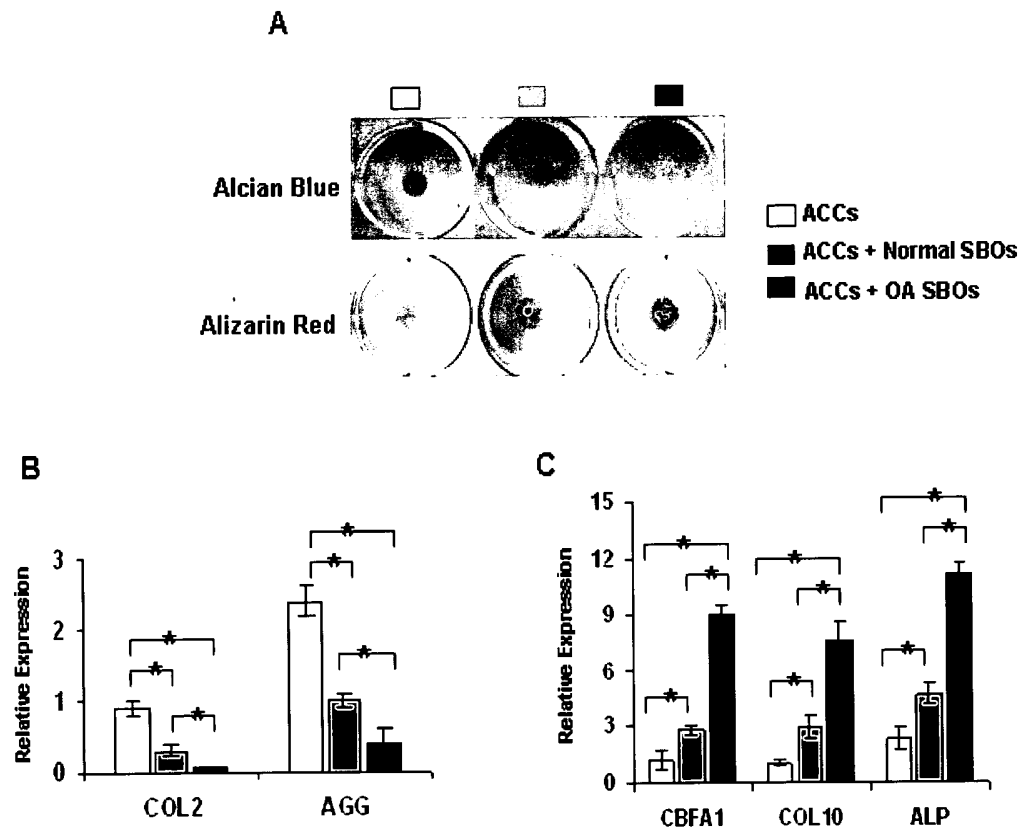 A
Alcian Blue
Alizarin Red
ACCs
ACCs + Normal SBOs
ACCs + OA SBOs
B
Relative Expression
3
2
1
0
* * *
* * *
COL2 AGG
C
Relative Expression
15
12
9
6
3
0
* * *
* * *
* * *
CBFA1 COL10 ALP